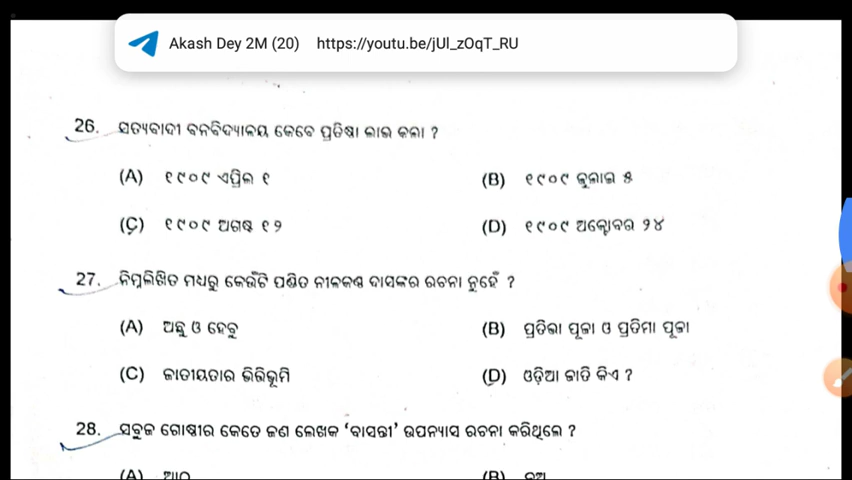 Akash Dey 2M (20) https://youtu.be/jUl_zOqT_RU
26. ସତ୍ୟବାଦୀ ବନବିଦ୍ୟାଳୟ କେବେ ପ୍ରତିଷ୍ଠା ଲାଭ କଲା ?
(A) ୧୯୦୯ ଏପ୍ରିଲ ୧ (B) ୧୯୦୯ ଜୁଲାଇ ୫
(C) ୧୯୦୯ ଅଗଷ୍ଟ ୧୨ (D) ୧୯୦୯ ଅକ୍ଟୋବର ୨୪
27. ନିମ୍ନଲିଖିତ ମଧ୍ୟରୁ କେଉଁଟି ପଣ୍ଡିତ ନୀଳକଣ୍ଠ ଦାସଙ୍କର ରଚନା ନୁହେଁ ?
(A) ଅଛୁ ଓ ହେବୁ (B) ପ୍ରତିଭା ପୂଜା ଓ ପ୍ରତିମା ପୂଜା
(C) ଜାତୀୟତାର ଭିତ୍ତିଭୂମି (D) ଓଡ଼ିଆ ଜାତି କିଏ ?
28. ସବୁଜ ଗୋଷ୍ଠୀର କେତେ ଜଣ ଲେଖକ ‘ବାସନ୍ତୀ’ ଉପନ୍ୟାସ ରଚନା କରିଥିଲେ ?
(A) ଆଠ (B) ନଅ